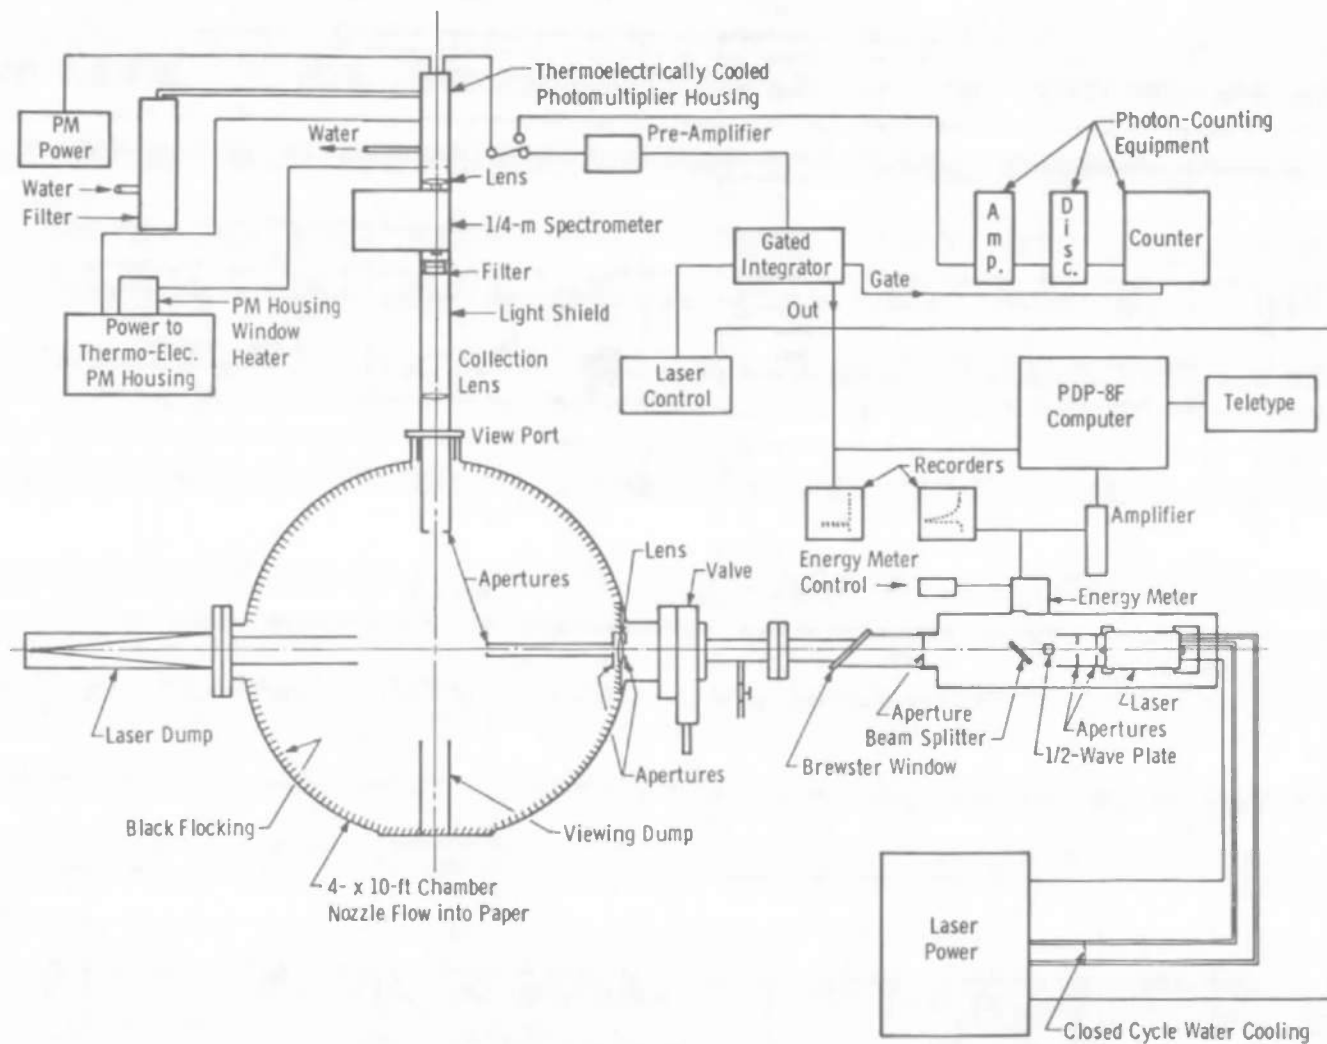 Thermoelectrically Cooled
Photomultiplier Housing
PM
Power
Water
Pre-Amplifier
Photon-Counting
Equipment
Water
Filter
Lens
1/4-m Spectrometer
Amp.
Disc.
Counter
Gated
Integrator
Filter
Gate
PM Housing
Window
Heater
Light Shield
Out
Power to
Thermo-Elec.
PM Housing
Collection
Lens
Laser
Control
PDP-8F
Computer
Teletype
View Port
Recorders
Amplifier
Apertures
Lens
Valve
Energy Meter
Control
Energy Meter
Laser Dump
Aperture
Beam Splitter
Laser
Apertures
1/2-Wave Plate
Brewster Window
Apertures
Black Flocking
Viewing Dump
4- x 10-ft Chamber
Nozzle Flow into Paper
Laser
Power
Closed Cycle Water Cooling